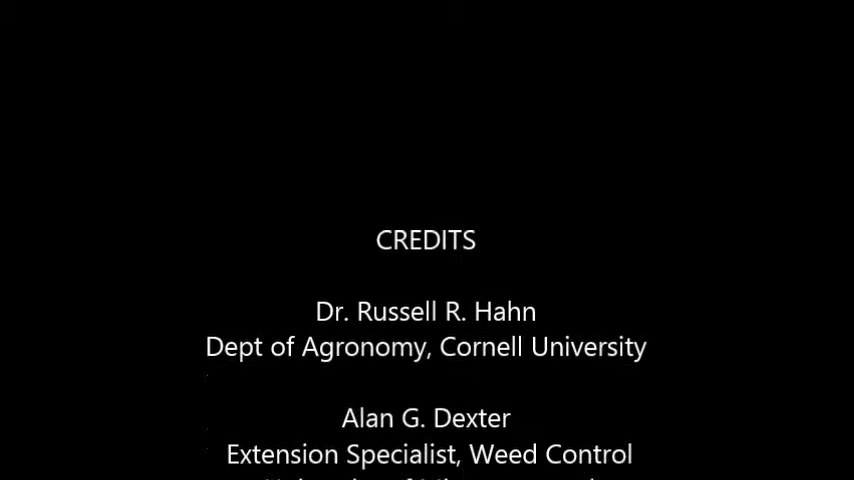 CREDITS
Dr. Russell R. Hahn
Dept of Agronomy, Cornell University
Alan G. Dexter
Extension Specialist, Weed Control